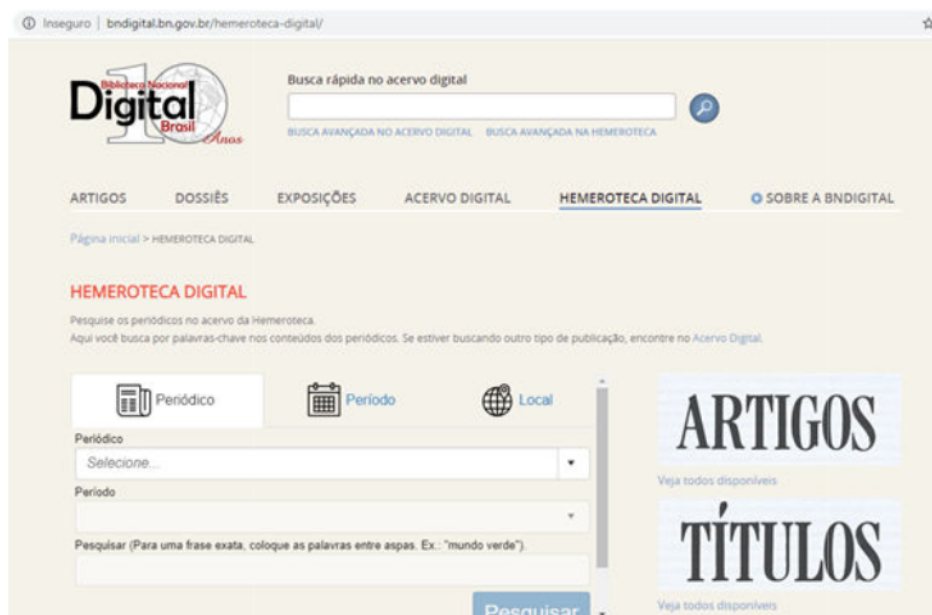 Inseguro | bndigital.bn.gov.br/hemeroteca-digital/
Biblioteca Nacional
Digital
Brasil
10 Anos
Busca rápida no acervo digital
BUSCA AVANÇADA NO ACERVO DIGITAL BUSCA AVANÇADA NA HEMEROTECA
ARTIGOS DOSSIÊS EXPOSIÇÕES ACERVO DIGITAL HEMEROTECA DIGITAL SOBRE A BNDIGITAL
Página inicial > HEMEROTECA DIGITAL
HEMEROTECA DIGITAL
Pesquise os periódicos no acervo da Hemeroteca.
Aqui você busca por palavras-chave nos conteúdos dos periódicos. Se estiver buscando outro tipo de publicação, encontre no Acervo Digital.
Periódico Período Local
Periódico
Selecione...
Período
Pesquisar (Para uma frase exata, coloque as palavras entre aspas. Ex.: "mundo verde").
Pesquisar
ARTIGOS
Veja todos disponíveis
TÍTULOS
Veja todos disponíveis